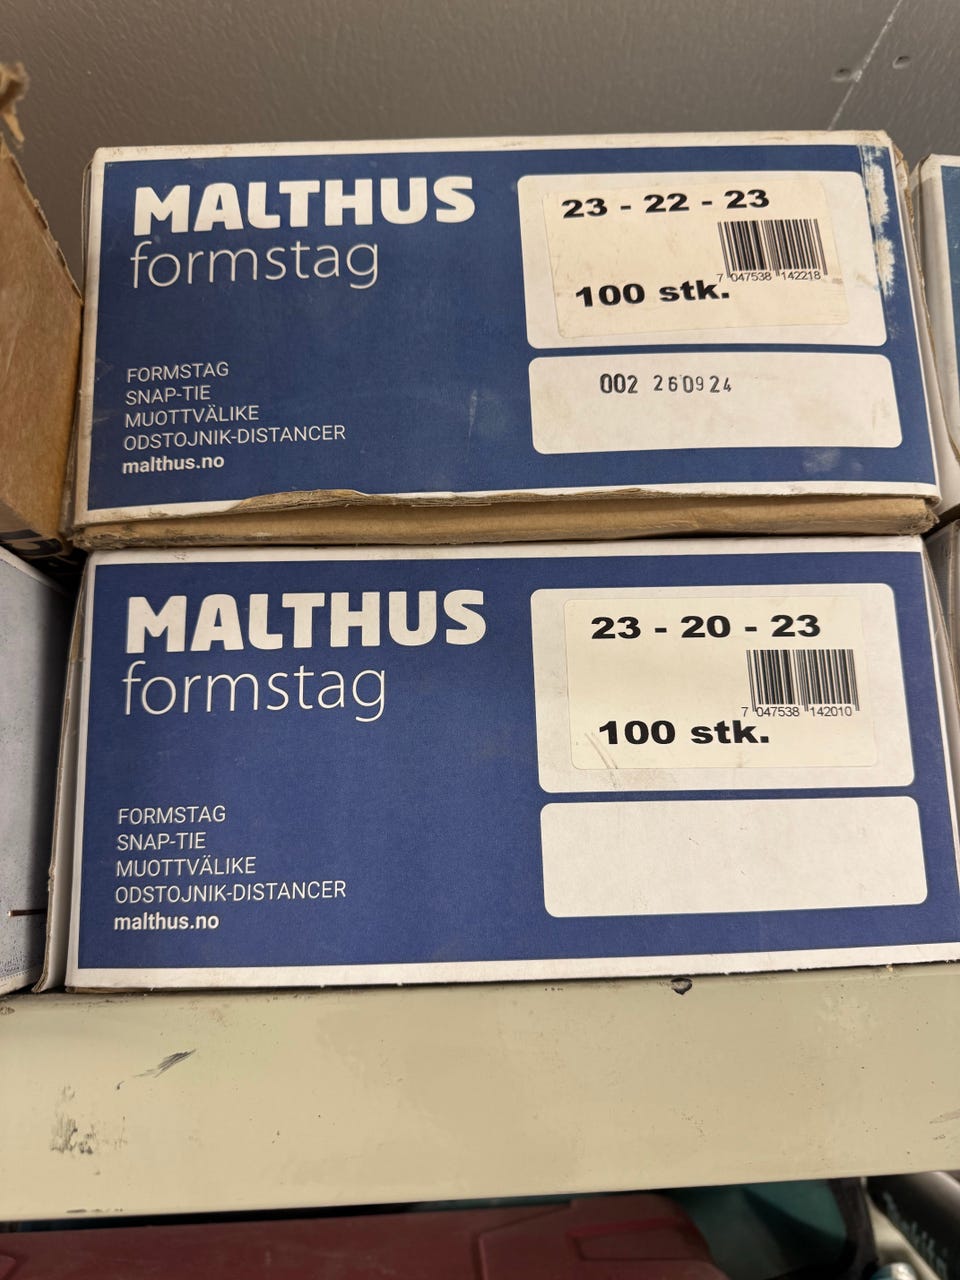 MALTHUS
formstag
23 - 22 - 23
7 047538 142218
100 stk.
FORMSTAG
SNAP-TIE
MUOTTVÄLIKE
ODSTOJNIK-DISTANCER
malthus.no
002 260924
MALTHUS
formstag
23 - 20 - 23
7 047538 142010
100 stk.
FORMSTAG
SNAP-TIE
MUOTTVÄLIKE
ODSTOJNIK-DISTANCER
malthus.no